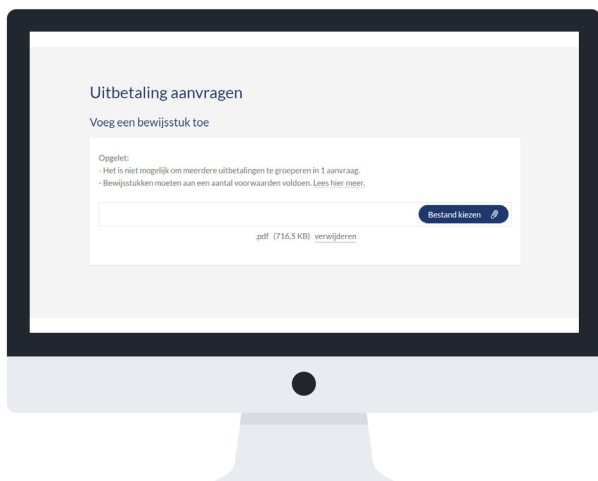 Uitbetaling aanvragen
Voeg een bewijsstuk toe
Opgelet:
- Het is niet mogelijk om meerdere uitbetalingen te groeperen in 1 aanvraag.
- Bewijsstukken moeten aan een aantal voorwaarden voldoen. Lees hier meer.
Bestand kiezen
.pdf (716,5 KB) verwijderen